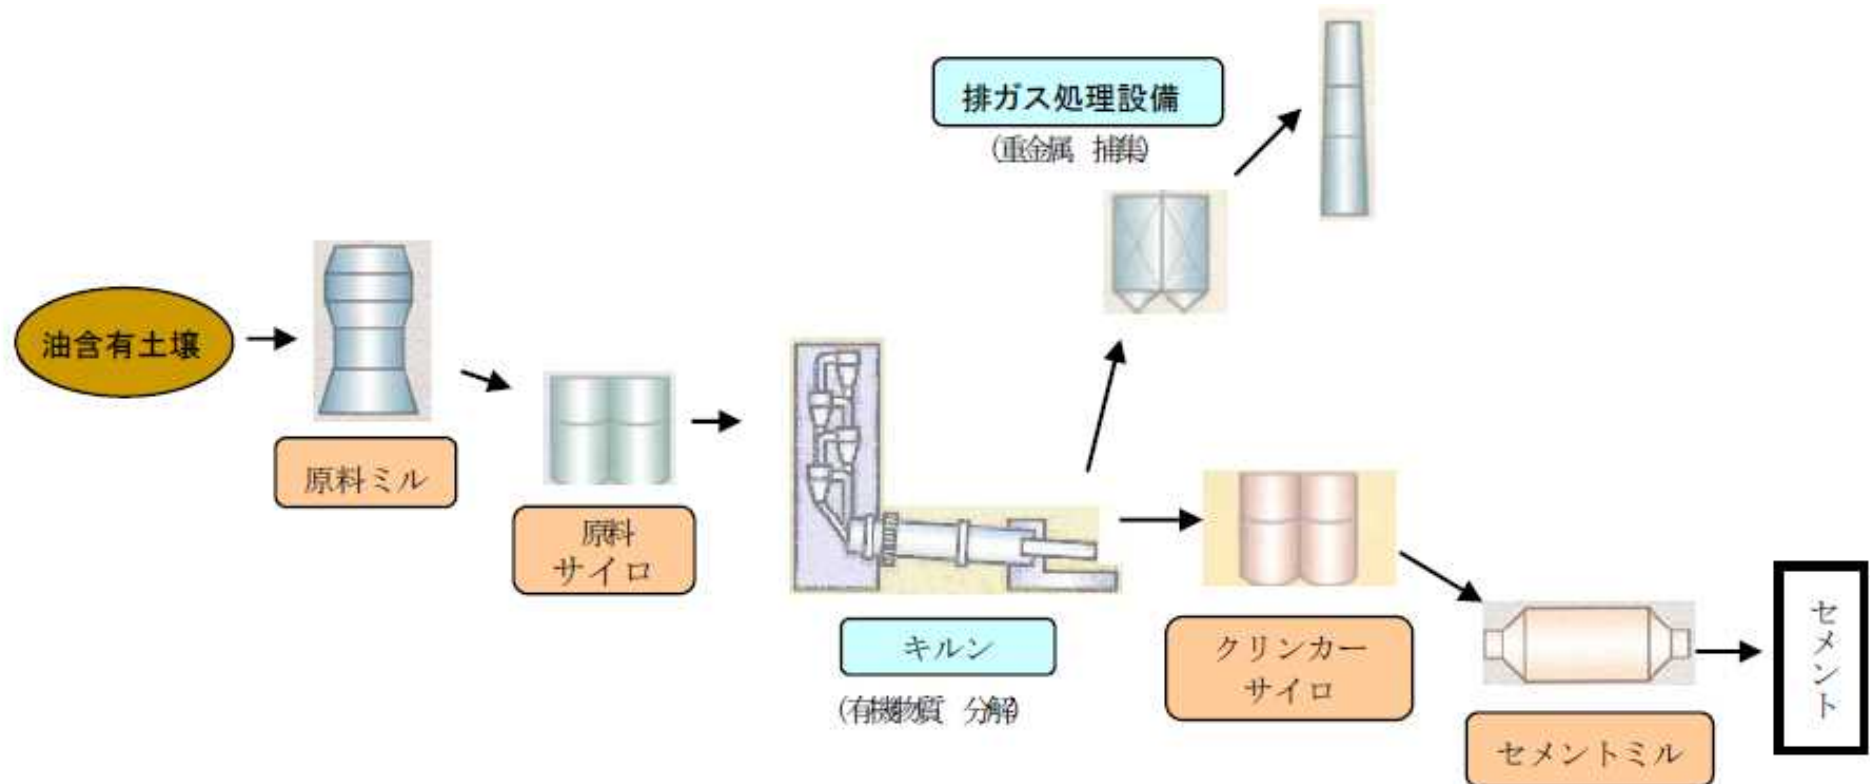 排ガス処理設備
(重金属 捕集)
油含有土壌
原料ミル
原料
サイロ
キルン
(有機物質 分解)
クリンカー
サイロ
セメントミル
セメント